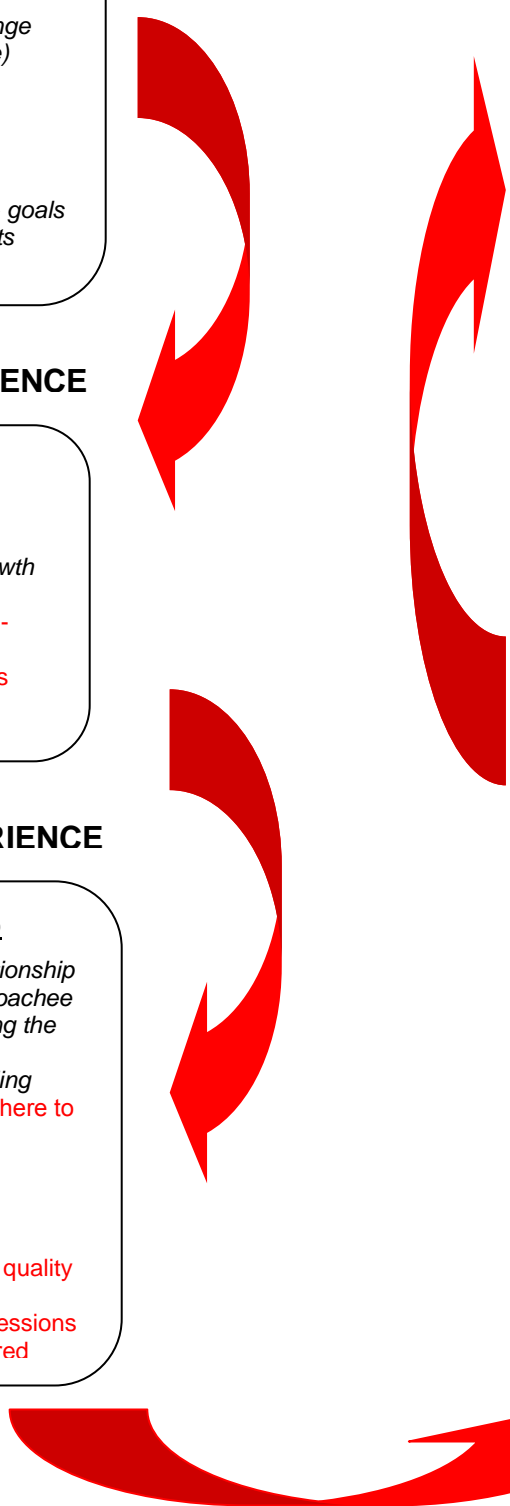 nge
)
goals
ts
ENCE
wth
-
s
RIENCE
ionship
oachee
ng the
ing
here to
quality
essions
red